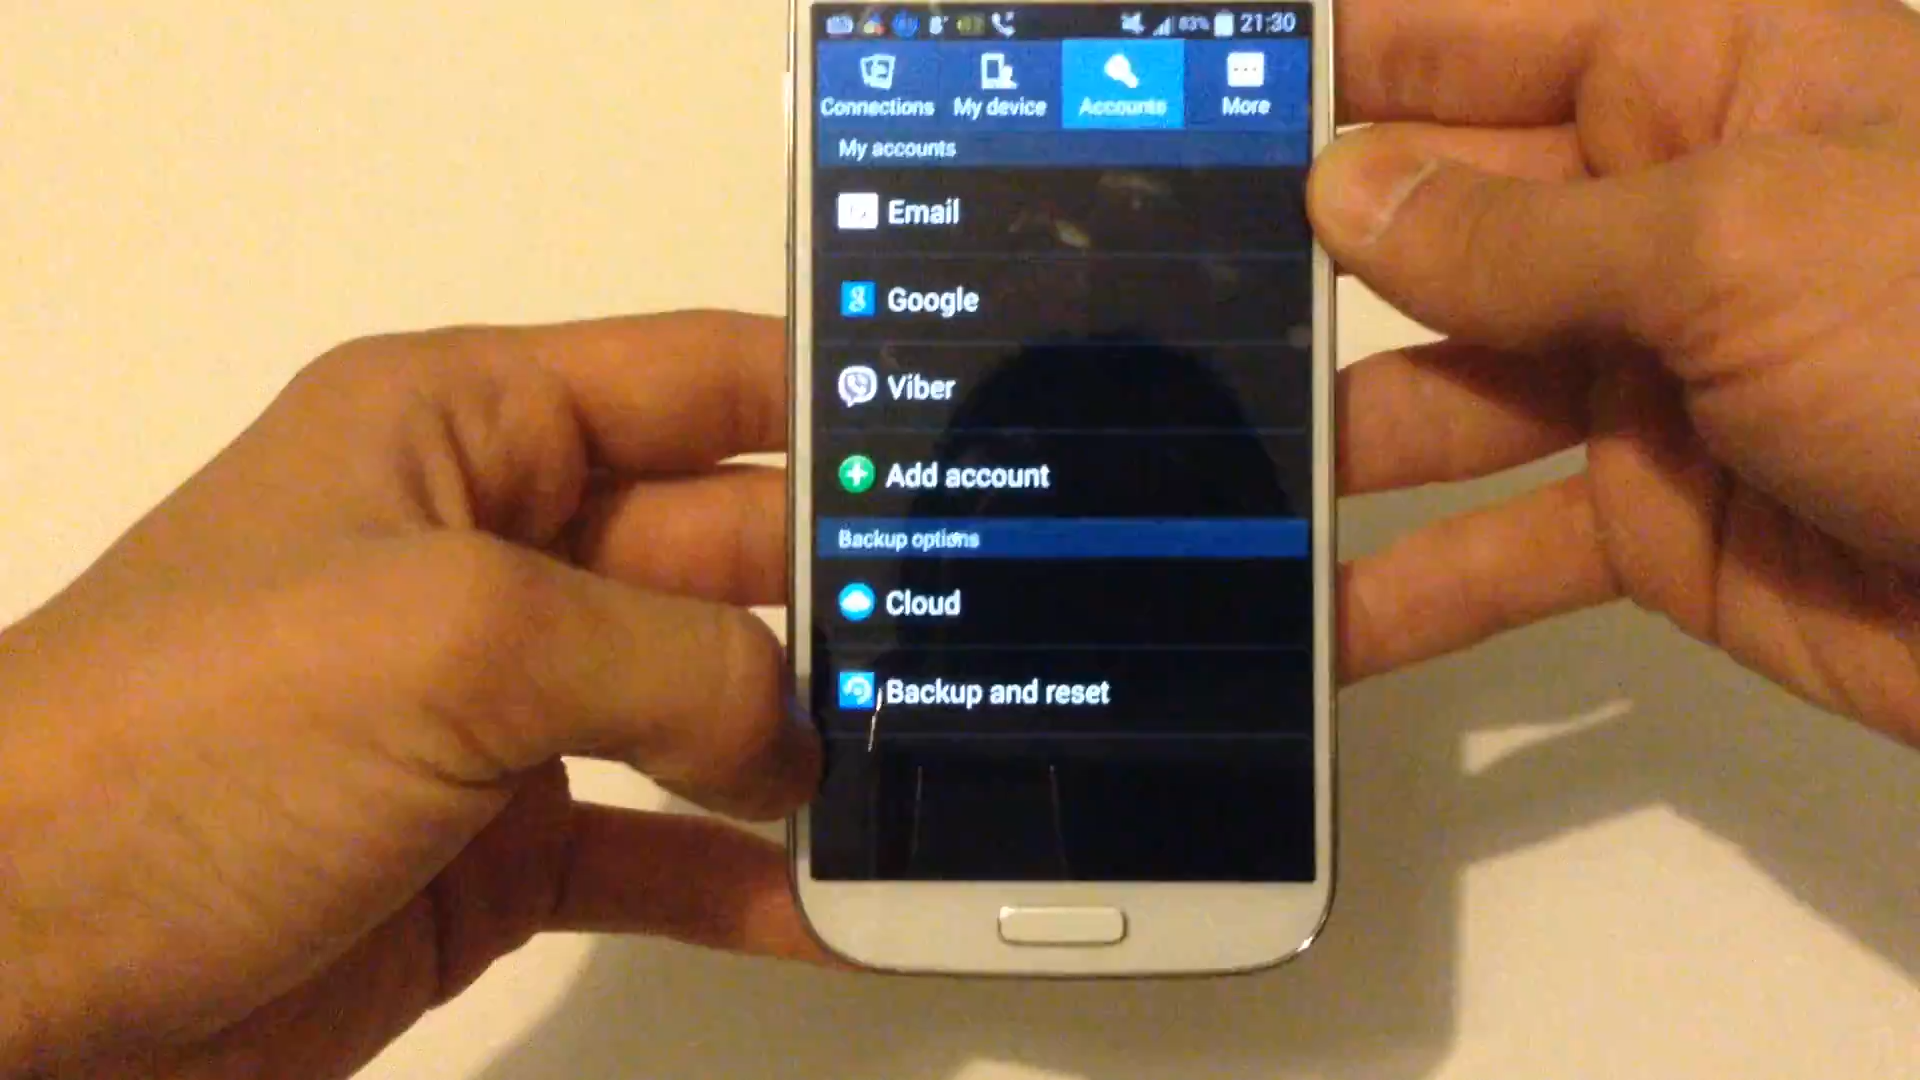 83% 21:30
Connections My device Accounts More
My accounts
Email
Google
Viber
Add account
Backup options
Cloud
Backup and reset